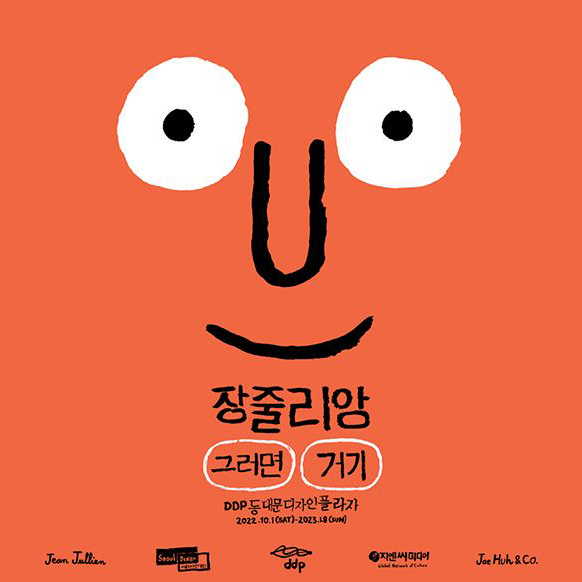 장줄리앙
그러면 거기
DDP 동대문디자인플라자
2022.10.1(SAT)-2023.1.8(SUN)
Jean Jullien
Seoul Design
ddp
지엔씨미디어
Global Network of Culture
Jae Huh & Co.